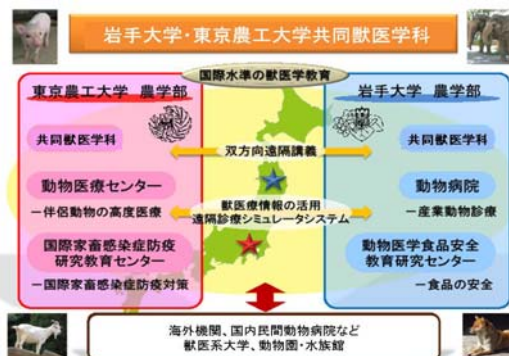 岩手大学・東京農工大学共同獣医学科
国際水準の獣医学教育
東京農工大学 農学部
共同獣医学科
動物医療センター
－伴侶動物の高度医療
国際家畜感染症防疫
研究教育センター
－国際家畜感染症防疫対策
双方向遠隔講義
獣医療情報の活用
遠隔診療シミュレータシステム
岩手大学 農学部
共同獣医学科
動物病院
－産業動物診療
動物医学食品安全
教育研究センター
－食品の安全
海外機関、国内民間動物病院など
獣医系大学、動物園・水族館